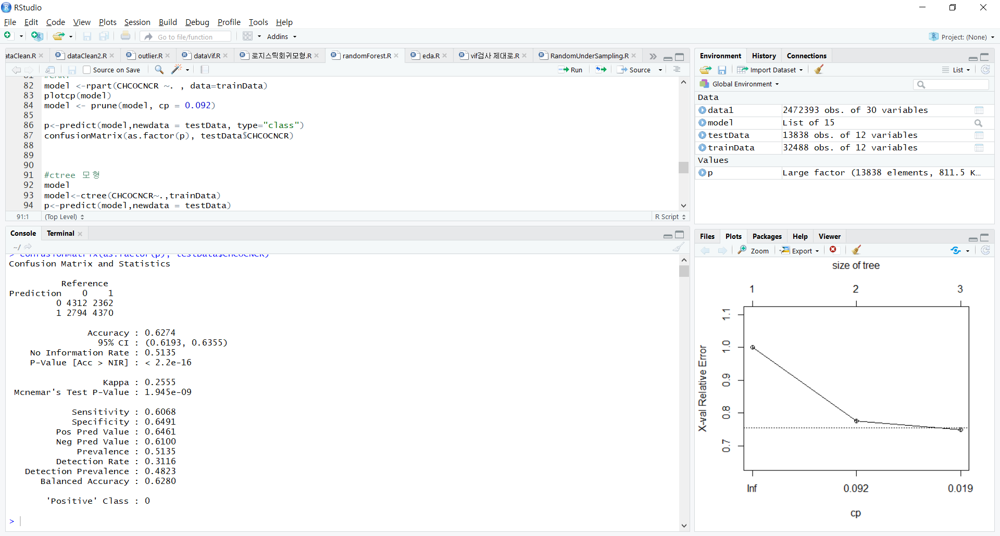 RStudio
File Edit Code View Plots Session Build Debug Profile Tools Help
Go to file/function Addins Project: (None)
ataClean.R dataClean2.R outlier.R dataVif.R 로지스틱회귀모형.R randomForest.R eda.R vif검사 제대로.R RandomUnderSampling.R
Source on Save Run Source
81 #CART
82 model <-rpart(CHCOCNCR ~. , data=trainData)
83 plotcp(model)
84 model <- prune(model, cp = 0.092)
85
86 p<-predict(model,newdata = testData, type="class")
87 confusionMatrix(as.factor(p), testData$CHCOCNCR)
88
89
90
91 #ctree 모형
92 model
93 model<-ctree(CHCOCNCR~.,trainData)
94 p<-predict(model,newdata = testData)
91:1 (Top Level) R Script
Console Terminal
~/
> confusionMatrix(as.factor(p), testData$CHCOCNCR)
Confusion Matrix and Statistics
Reference
Prediction 0 1
0 4312 2362
1 2794 4370
Accuracy : 0.6274
95% CI : (0.6193, 0.6355)
No Information Rate : 0.5135
P-Value [Acc > NIR] : < 2.2e-16
Kappa : 0.2555
Mcnemar's Test P-Value : 1.945e-09
Sensitivity : 0.6068
Specificity : 0.6491
Pos Pred Value : 0.6461
Neg Pred Value : 0.6100
Prevalence : 0.5135
Detection Rate : 0.3116
Detection Prevalence : 0.4823
Balanced Accuracy : 0.6280
'Positive' Class : 0
>
Environment History Connections
Import Dataset List
Global Environment
Data
data1 2472393 obs. of 30 variables
model List of 15
testData 13838 obs. of 12 variables
trainData 32488 obs. of 12 variables
Values
p Large factor (13838 elements, 811.5 K…
Files Plots Packages Help Viewer
Zoom Export
size of tree
1 2 3
X-val Relative Error
1.1
1.0
0.9
0.8
0.7
Inf 0.092 0.019
cp